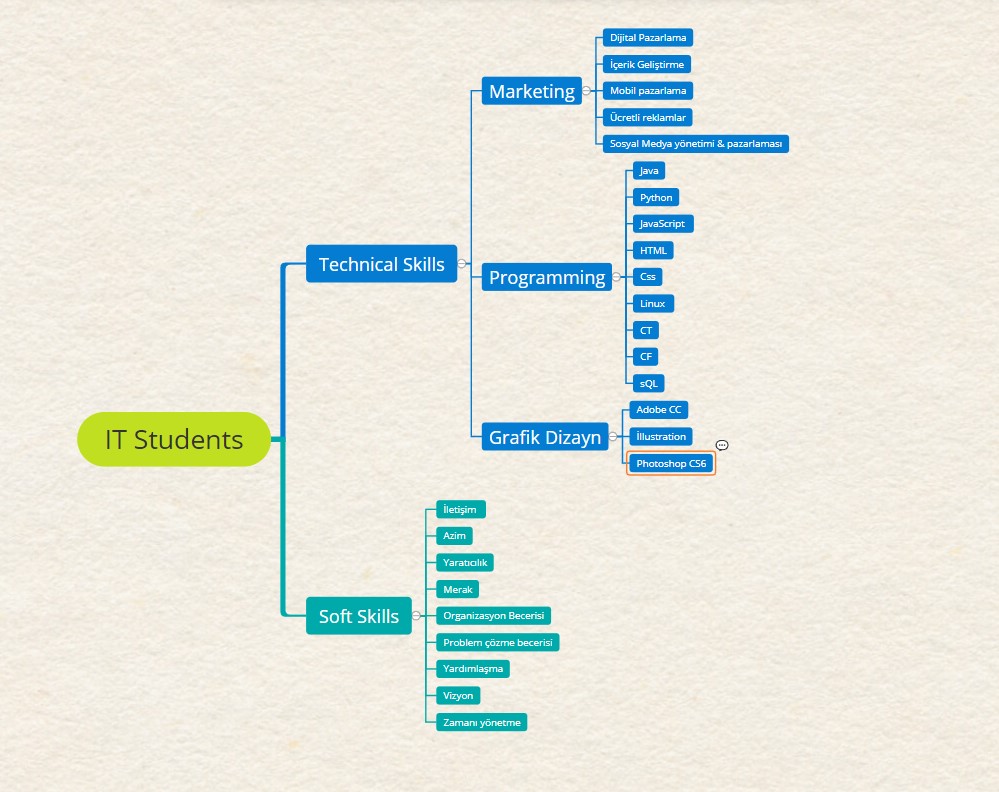 IT Students
Technical Skills
Marketing
Dijital Pazarlama
İçerik Geliştirme
Mobil pazarlama
Ücretli reklamlar
Sosyal Medya yönetimi & pazarlaması
Programming
Java
Python
JavaScript
HTML
Css
Linux
CT
CF
sQL
Grafik Dizayn
Adobe CC
İllustration
Photoshop CS6
Soft Skills
İletişim
Azim
Yaratıcılık
Merak
Organizasyon Becerisi
Problem çözme becerisi
Yardımlaşma
Vizyon
Zamanı yönetme